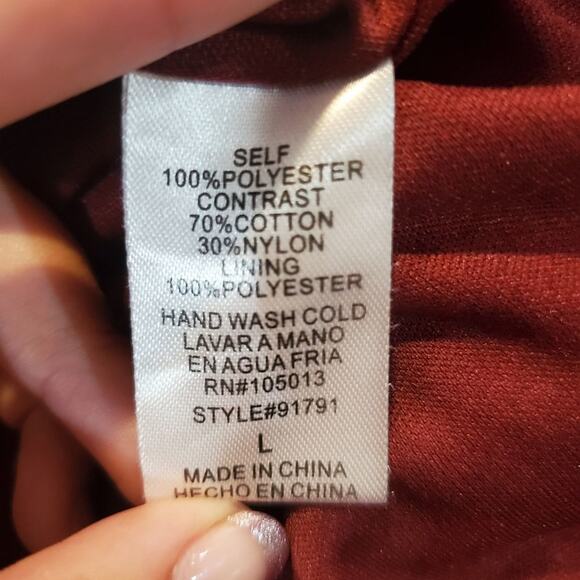 SELF
100%POLYESTER
CONTRAST
70%COTTON
30%NYLON
LINING
100%POLYESTER
HAND WASH COLD
LAVAR A MANO
EN AGUA FRIA
RN#105013
STYLE#91791
L
MADE IN CHINA
HECHO EN CHINA